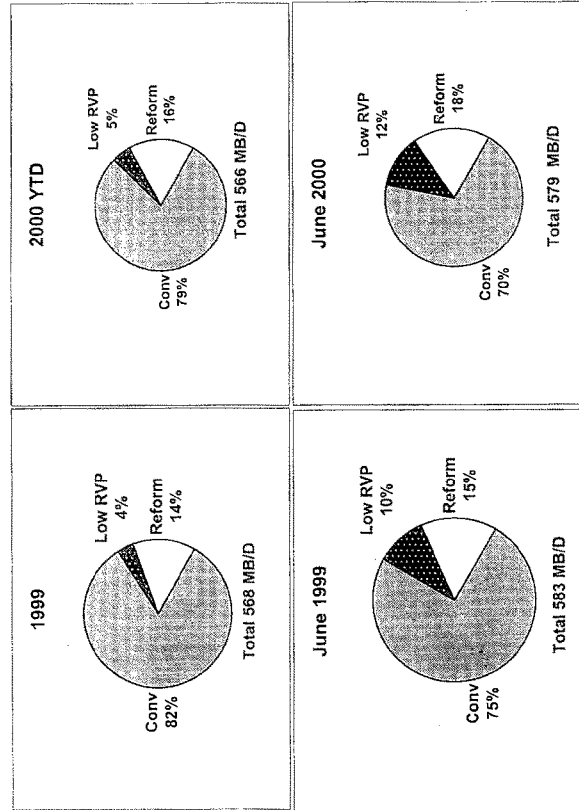 1999
Low RVP
4%
Reform
14%
Conv
82%
Total 568 MB/D
2000 YTD
Low RVP
5%
Reform
16%
Conv
79%
Total 566 MB/D
June 1999
Low RVP
10%
Reform
15%
Conv
75%
Total 583 MB/D
June 2000
Low RVP
12%
Reform
18%
Conv
70%
Total 579 MB/D